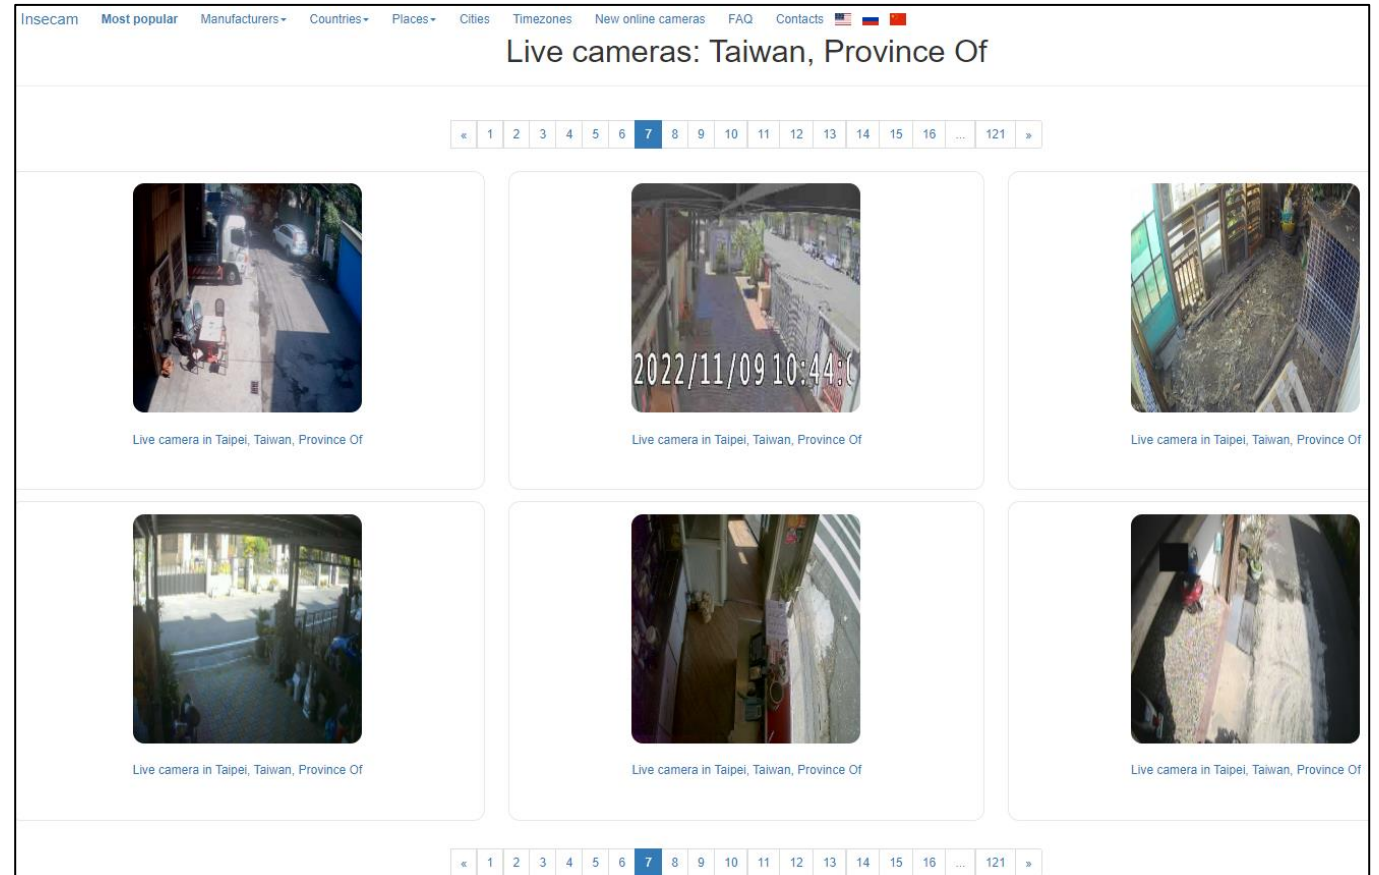 Insecam Most popular Manufacturers Countries Places Cities Timezones New online cameras FAQ Contacts
Live cameras: Taiwan, Province Of
« 1 2 3 4 5 6 7 8 9 10 11 12 13 14 15 16 ... 121 »
2022/11/09 10:44:0
Live camera in Taipei, Taiwan, Province Of
Live camera in Taipei, Taiwan, Province Of
Live camera in Taipei, Taiwan, Province Of
Live camera in Taipei, Taiwan, Province Of
Live camera in Taipei, Taiwan, Province Of
Live camera in Taipei, Taiwan, Province Of
« 1 2 3 4 5 6 7 8 9 10 11 12 13 14 15 16 ... 121 »